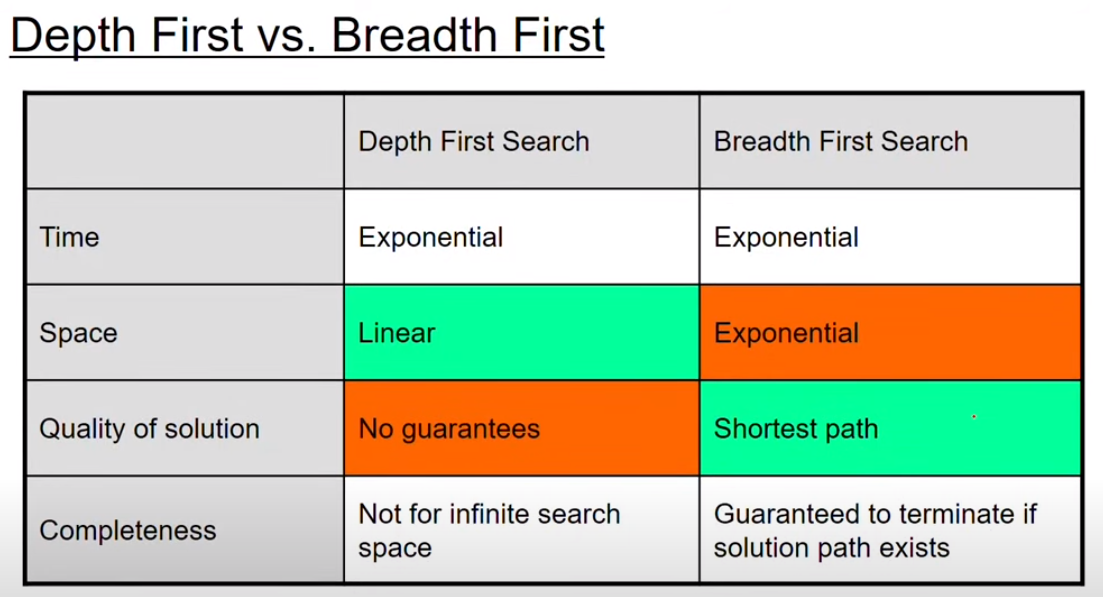 Depth First vs. Breadth First
Depth First Search
Breadth First Search
Time
Exponential
Exponential
Space
Linear
Exponential
Quality of solution
No guarantees
Shortest path
Completeness
Not for infinite search
space
Guaranteed to terminate if
solution path exists